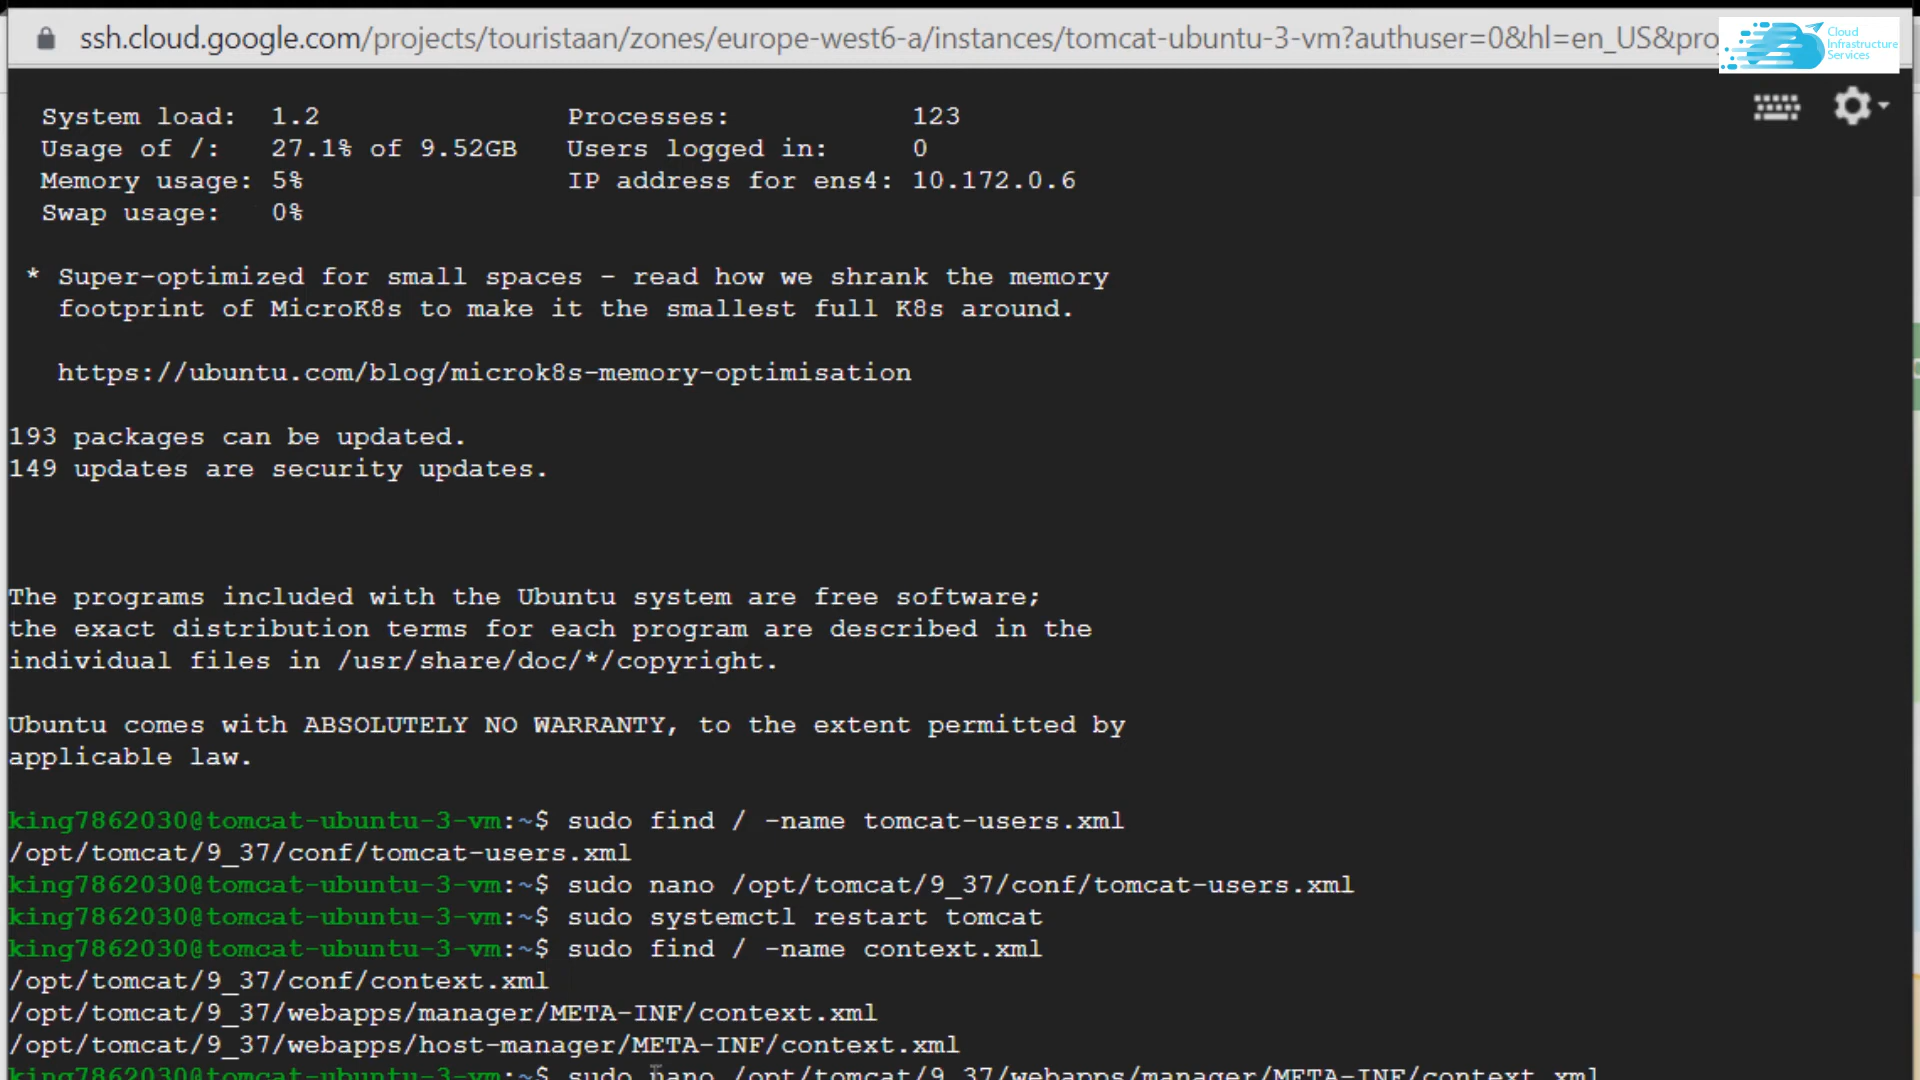 ssh.cloud.google.com/projects/touristaan/zones/europe-west6-a/instances/tomcat-ubuntu-3-vm?authuser=0&hl=en_US&pro
Cloud
Infrastructure
Services
System load: 1.2 Processes: 123
Usage of /: 27.1% of 9.52GB Users logged in: 0
Memory usage: 5% IP address for ens4: 10.172.0.6
Swap usage: 0%
* Super-optimized for small spaces - read how we shrank the memory
footprint of MicroK8s to make it the smallest full K8s around.
https://ubuntu.com/blog/microk8s-memory-optimisation
193 packages can be updated.
149 updates are security updates.
The programs included with the Ubuntu system are free software;
the exact distribution terms for each program are described in the
individual files in /usr/share/doc/*/copyright.
Ubuntu comes with ABSOLUTELY NO WARRANTY, to the extent permitted by
applicable law.
king7862030@tomcat-ubuntu-3-vm:~$ sudo find / -name tomcat-users.xml
/opt/tomcat/9_37/conf/tomcat-users.xml
king7862030@tomcat-ubuntu-3-vm:~$ sudo nano /opt/tomcat/9_37/conf/tomcat-users.xml
king7862030@tomcat-ubuntu-3-vm:~$ sudo systemctl restart tomcat
king7862030@tomcat-ubuntu-3-vm:~$ sudo find / -name context.xml
/opt/tomcat/9_37/conf/context.xml
/opt/tomcat/9_37/webapps/manager/META-INF/context.xml
/opt/tomcat/9_37/webapps/host-manager/META-INF/context.xml
king7862030@tomcat-ubuntu-3-vm:~$ sudo nano /opt/tomcat/9_37/webapps/manager/META-INF/context.xml